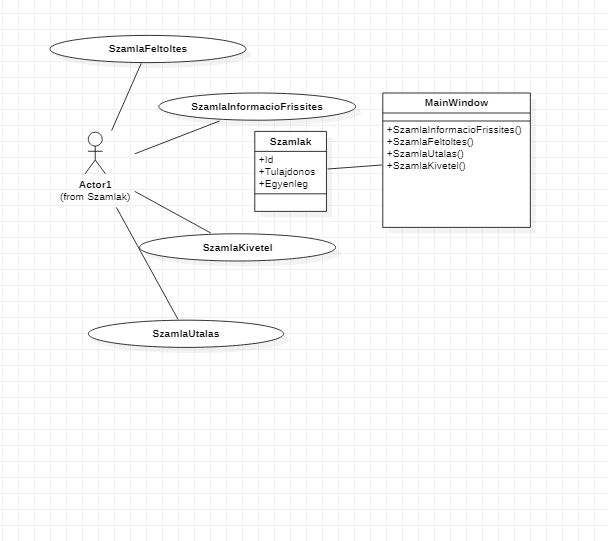 SzamlaFeltoltes
SzamlaInformacioFrissites
Actor1
(from Szamlak)
Szamlak
+Id
+Tulajdonos
+Egyenleg
MainWindow
+SzamlaInformacioFrissites()
+SzamlaFeltoltes()
+SzamlaUtalas()
+SzamlaKivetel()
SzamlaKivetel
SzamlaUtalas